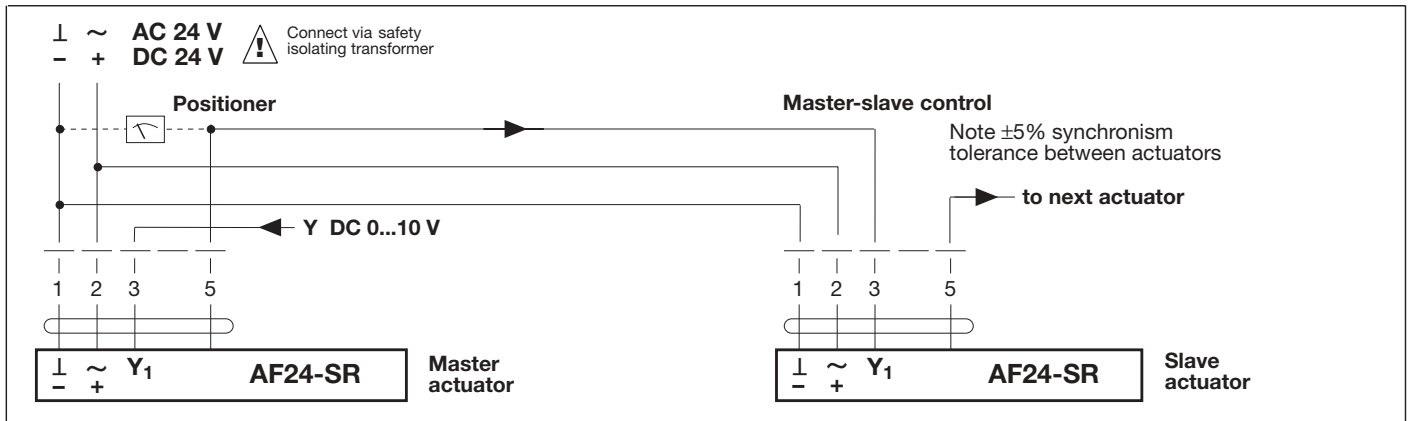 ⊥ ~ AC 24 V
− + DC 24 V
Connect via safety
isolating transformer
Positioner
Master-slave control
Note ±5% synchronism
tolerance between actuators
to next actuator
Y DC 0...10 V
1 2 3 5
1 2 3 5
⊥ ~ Y₁ AF24-SR
− +
Master
actuator
⊥ ~ Y₁ AF24-SR
− +
Slave
actuator